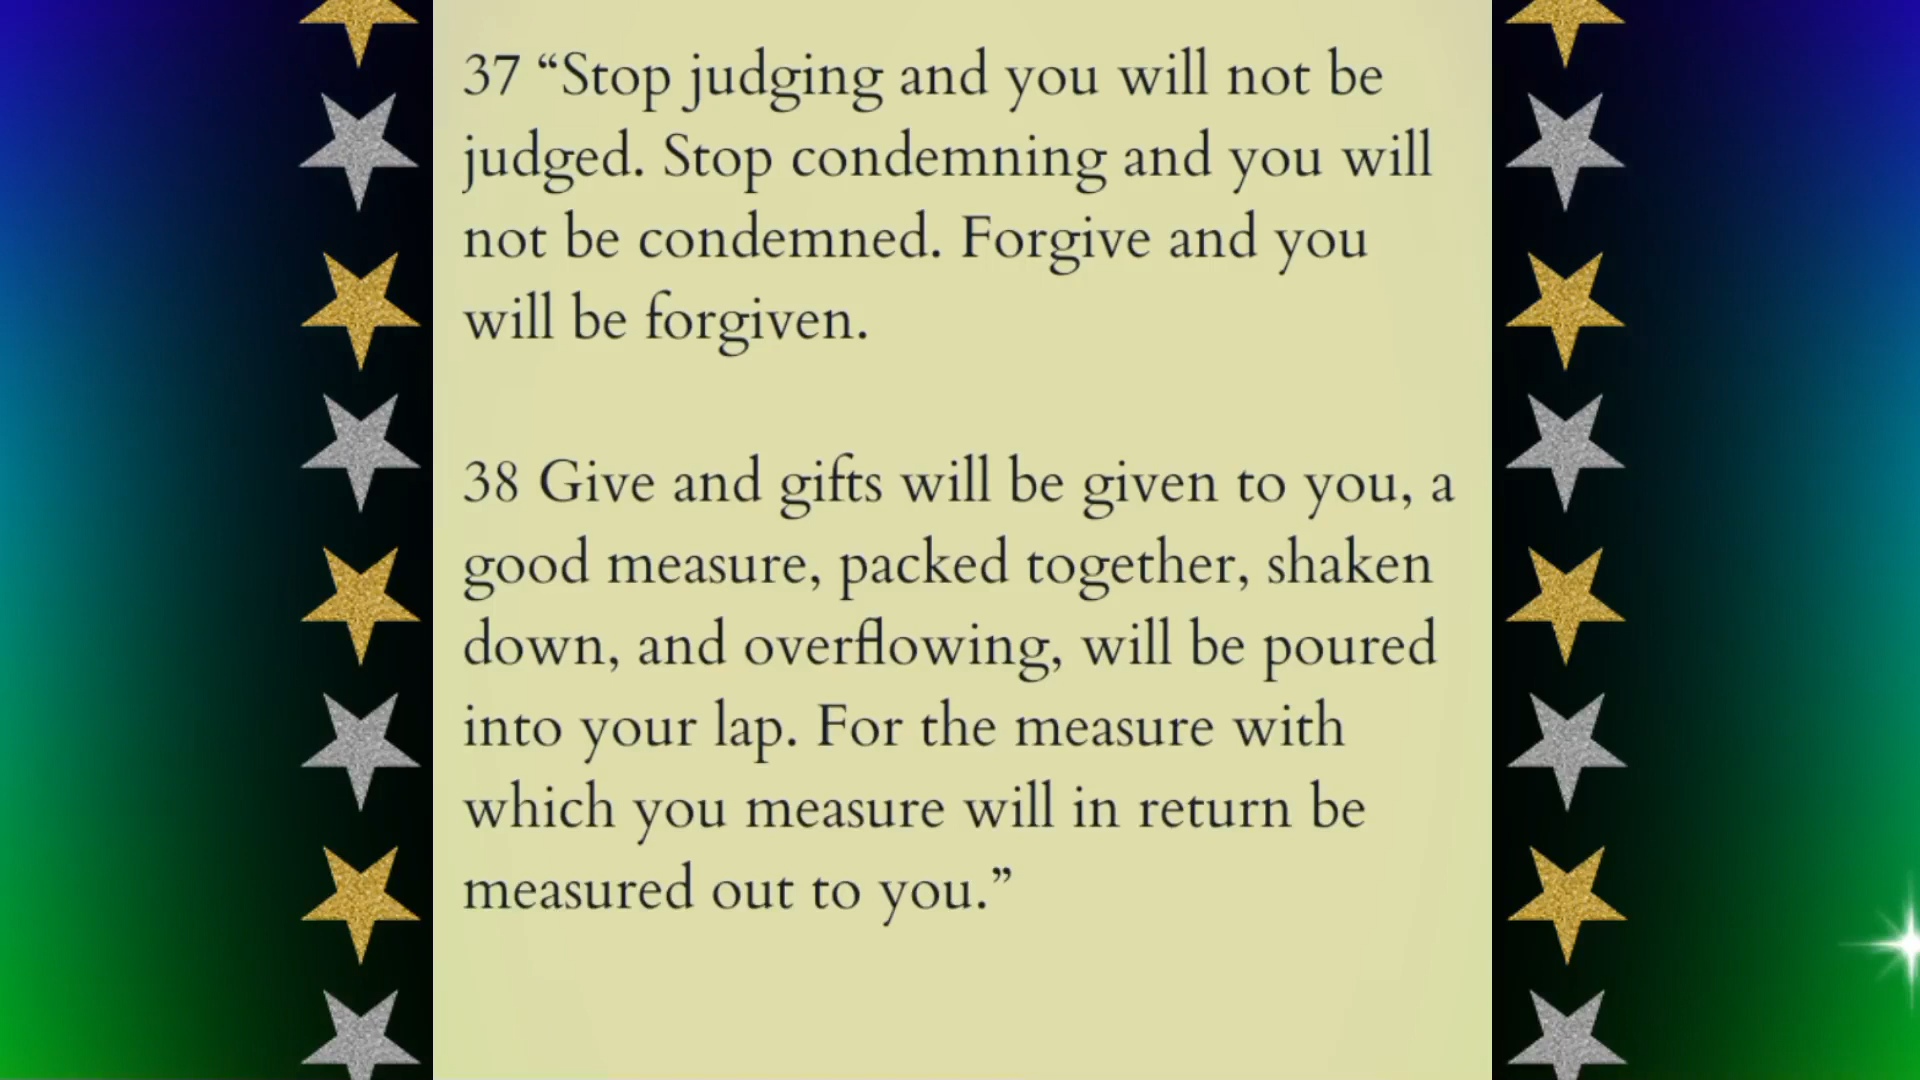 37 “Stop judging and you will not be
judged. Stop condemning and you will
not be condemned. Forgive and you
will be forgiven.
38 Give and gifts will be given to you, a
good measure, packed together, shaken
down, and overflowing, will be poured
into your lap. For the measure with
which you measure will in return be
measured out to you.”